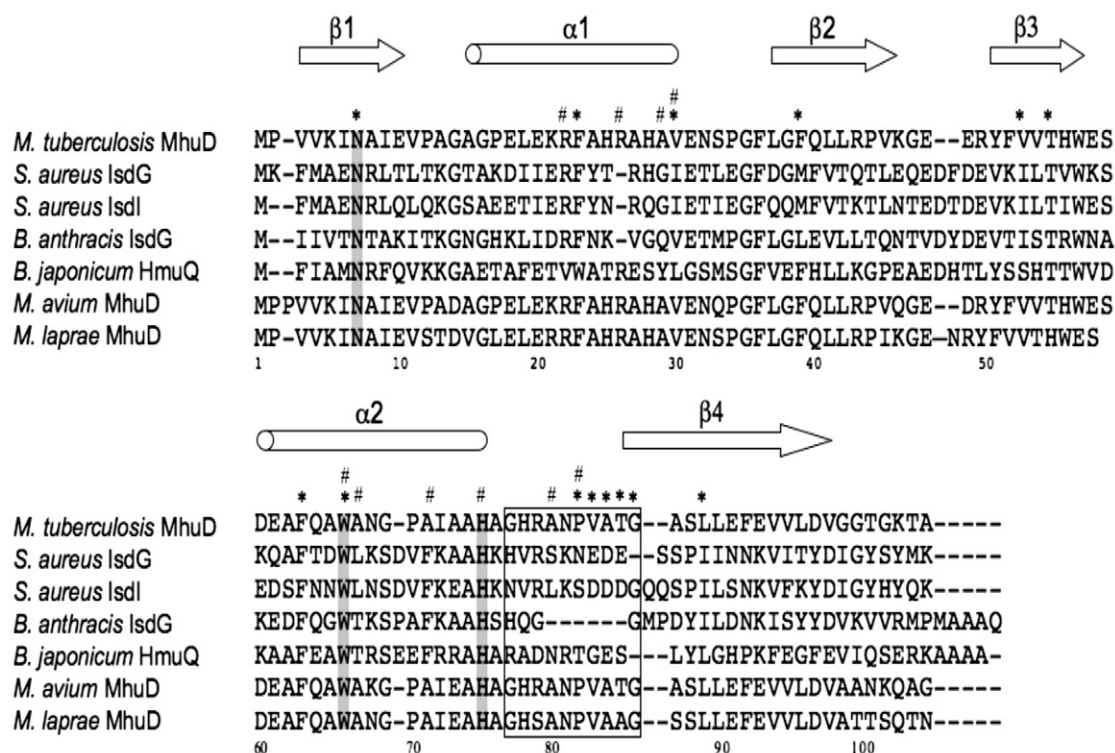 β1 α1 β2 β3
#
* # * # # * * * *
M. tuberculosis MhuD MP-VVKINAIEVPAGAGPELEKRFAHRAHAVENSPGFLGFQLLRPVKGE--ERYFVVTHWES
S. aureus IsdG MK-FMAENRLTLTKGTAKDIIERFYT-RHGIETLEGFDGMFVTQTLEQEDFDEVKILTVWKS
S. aureus IsdI M--FMAENRLQLQKGSAEETIERFYN-RQGIETIEGFQQMFVTKTLNTEDTDEVKILTIWES
B. anthracis IsdG M--IIVTNTAKITKGNGHKLIDRFNK-VGQVETMPGFLGLEVLLTQNTVDYDEVTISTRWNA
B. japonicum HmuQ M--FIAMNRFQVKKGAETAFETVWATRESYLGSMSGFVEFHLLKGPEAEDHTLYSSHTTWVD
M. avium MhuD MPPVVKINAIEVPADAGPELEKRFAHRAHAVENQPGFLGFQLLRPVQGE--DRYFVVTHWES
M. laprae MhuD MP-VVKINAIEVSTDVGLELERRFAHRAHAVENSPGFLGFQLLRPIKGE-NRYFVVTHWES
1 10 20 30 40 50
α2 β4
# #
* * # # # # * * * * * *
M. tuberculosis MhuD DEAFQAWANG-PAIAAHAGHRANPVATG--ASLLEFEVVLDVGGTGKTA-----
S. aureus IsdG KQAFTDWLKSDVFKAAHKHVRSKNEDE--SSPIINNKVITYDIGYSYMK-----
S. aureus IsdI EDSFNNWLNSDVFKEAHKNVRLKSDDDGQQSPILSNKVFKYDIGYHYQK-----
B. anthracis IsdG KEDFQGWTKSPAFKAAHSHQG------GMPDYILDNKISYYDVKVVRMPMAAAQ
B. japonicum HmuQ KAAFEAWTRSEEFRRAHARADNRTGES--LYLGHPKFEGFEVIQSERKAAAA-
M. avium MhuD DEAFQAWAKG-PAIEAHAGHRANPVATG--ASLLEFEVVLDVAANKQAG-----
M. laprae MhuD DEAFQAWANG-PAIEAHAGHSANPVAAG--SSLLEFEVVLDVATTSQTN-----
60 70 80 90 100